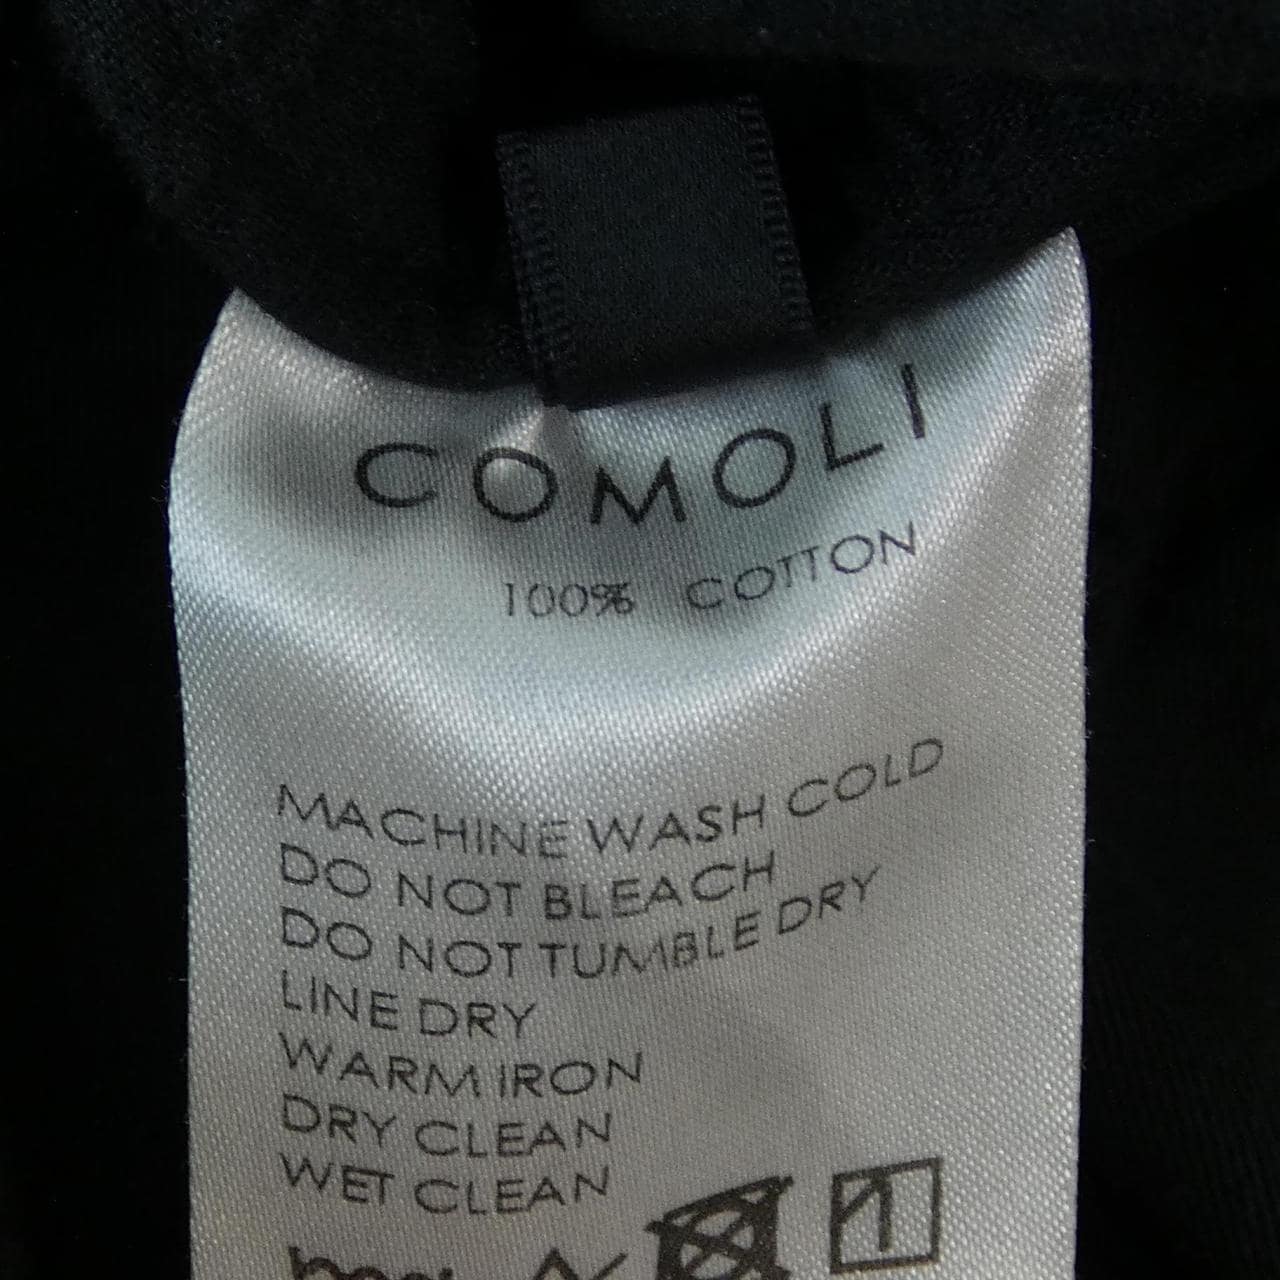 COMOLI
100% COTTON
MACHINE WASH COLD
DO NOT BLEACH
DO NOT TUMBLE DRY
LINE DRY
WARM IRON
DRY CLEAN
WET CLEAN